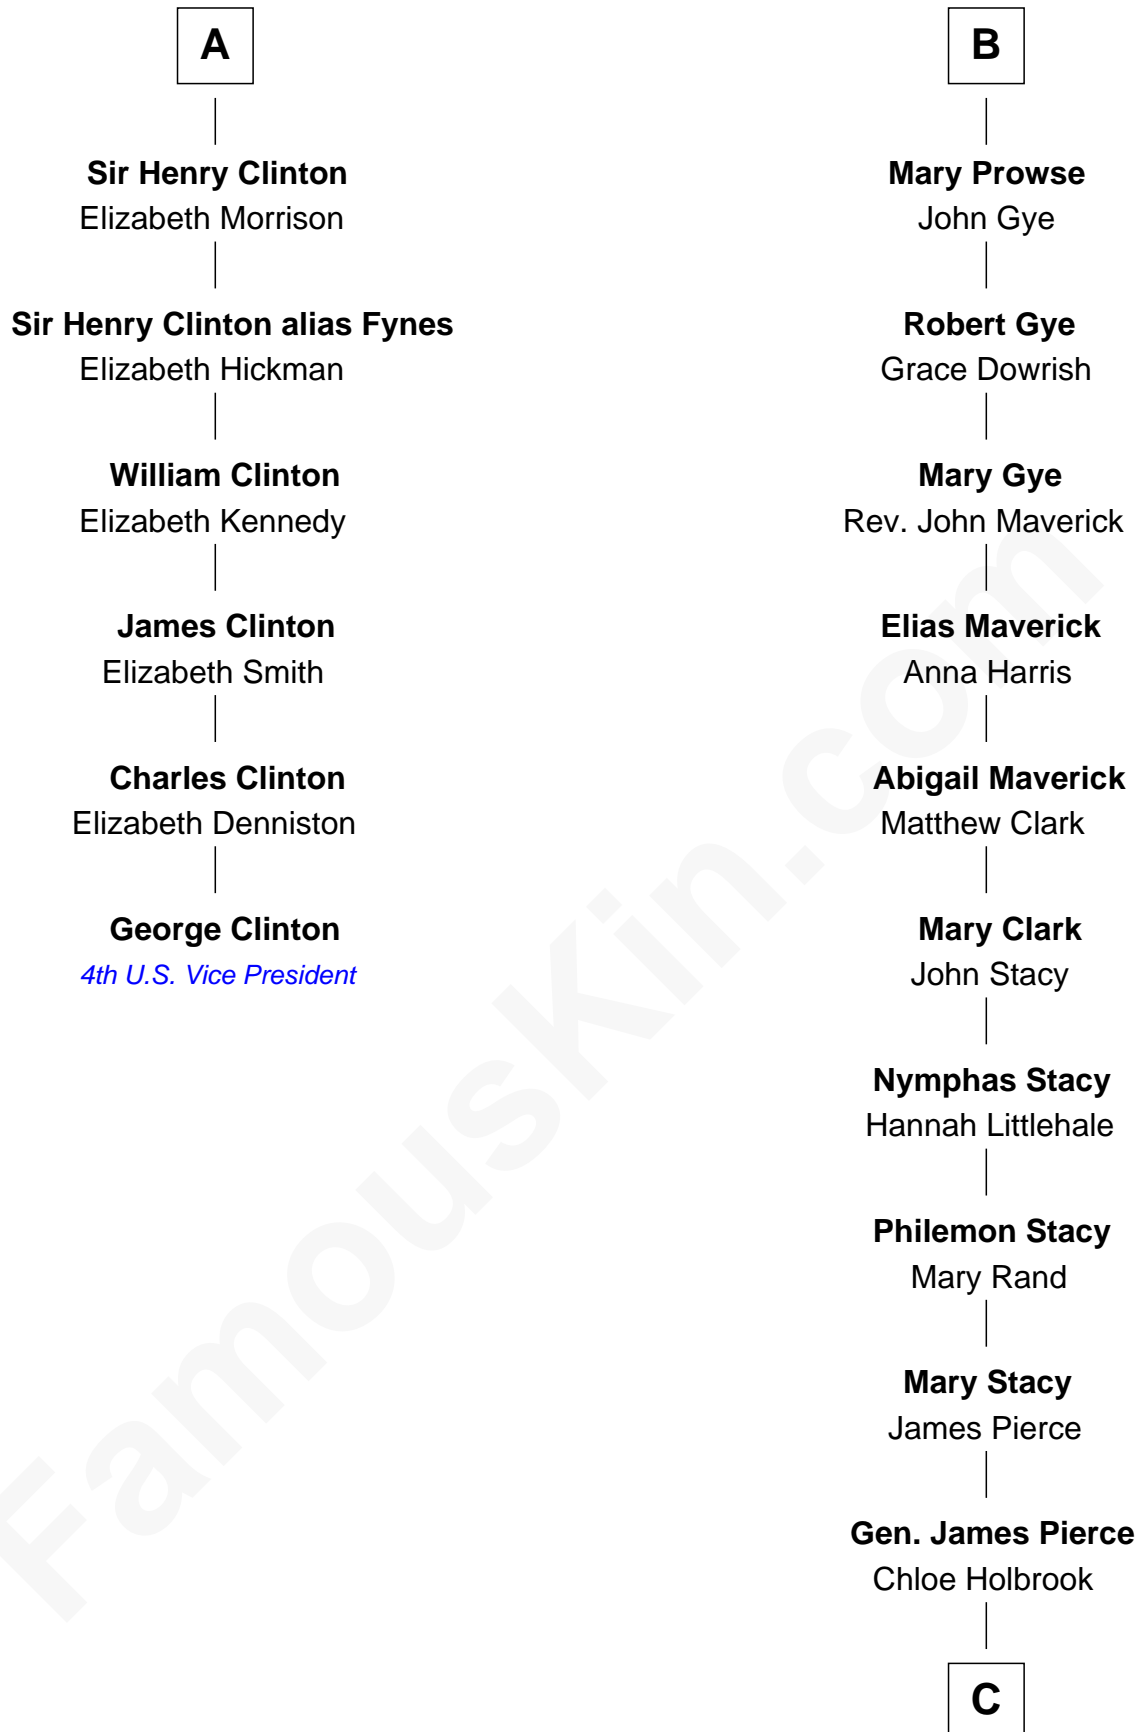 A
Sir Henry Clinton
Elizabeth Morrison
Sir Henry Clinton alias Fynes
Elizabeth Hickman
William Clinton
Elizabeth Kennedy
James Clinton
Elizabeth Smith
Charles Clinton
Elizabeth Denniston
George Clinton
4th U.S. Vice President
B
Mary Prowse
John Gye
Robert Gye
Grace Dowrish
Mary Gye
Rev. John Maverick
Elias Maverick
Anna Harris
Abigail Maverick
Matthew Clark
Mary Clark
John Stacy
Nymphas Stacy
Hannah Littlehale
Philemon Stacy
Mary Rand
Mary Stacy
James Pierce
Gen. James Pierce
Chloe Holbrook
C
FamousKin.com